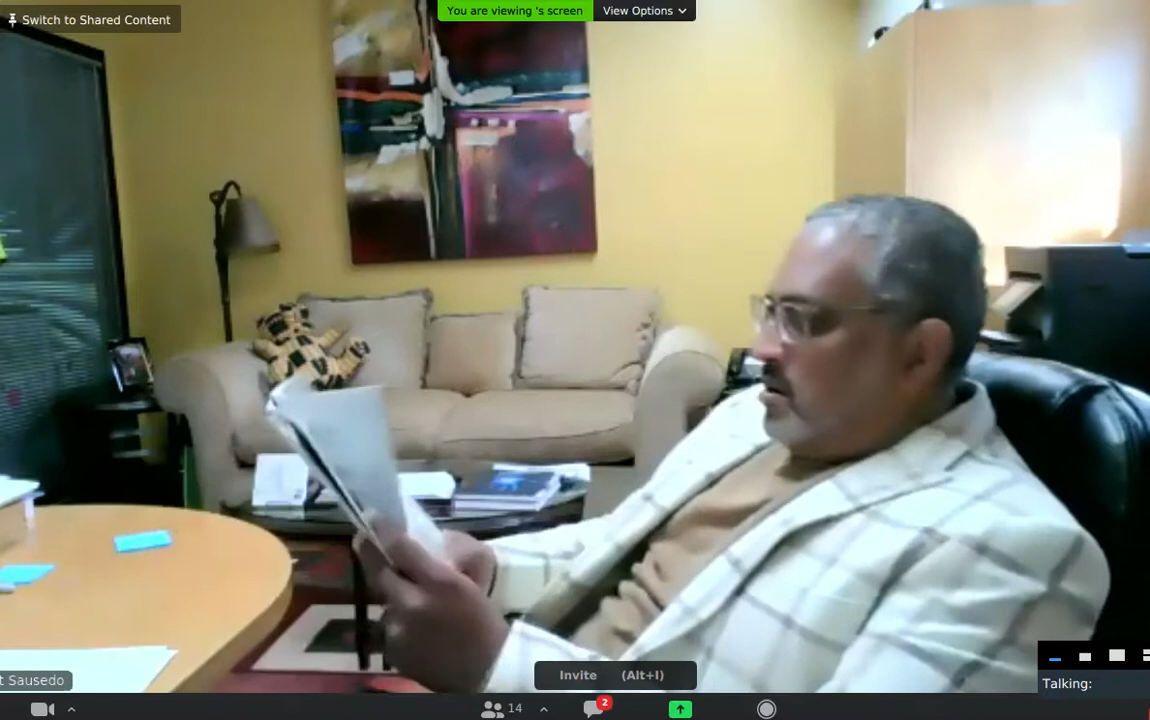 Switch to Shared Content
You are viewing 's screen
View Options
t Sausedo
Invite (Alt+I)
Talking:
14
2